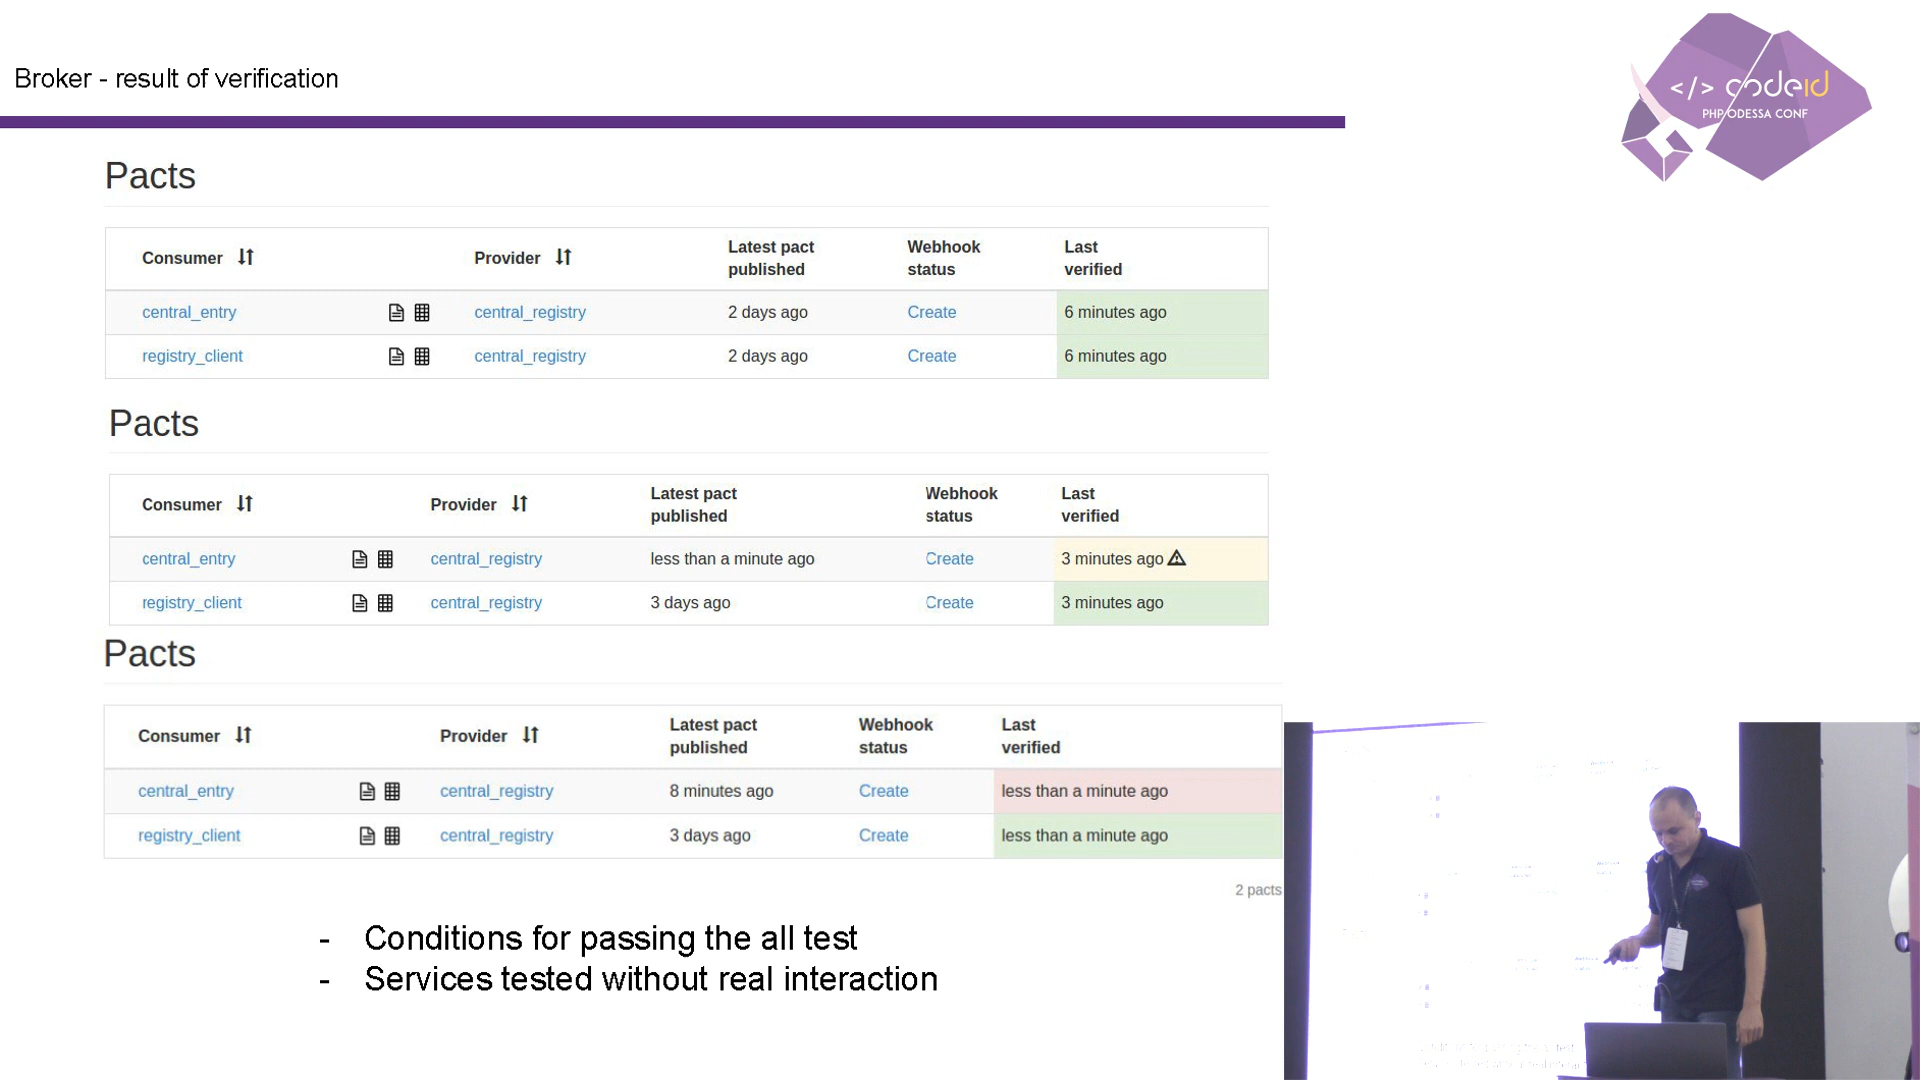 Broker - result of verification
</> codeid
PHP ODESSA CONF
Pacts
Consumer Provider Latest pact published Webhook status Last verified
central_entry central_registry 2 days ago Create 6 minutes ago
registry_client central_registry 2 days ago Create 6 minutes ago
Pacts
Consumer Provider Latest pact published Webhook status Last verified
central_entry central_registry less than a minute ago Create 3 minutes ago
registry_client central_registry 3 days ago Create 3 minutes ago
Pacts
Consumer Provider Latest pact published Webhook status Last verified
central_entry central_registry 8 minutes ago Create less than a minute ago
registry_client central_registry 3 days ago Create less than a minute ago
2 pacts
- Conditions for passing the all test
- Services tested without real interaction